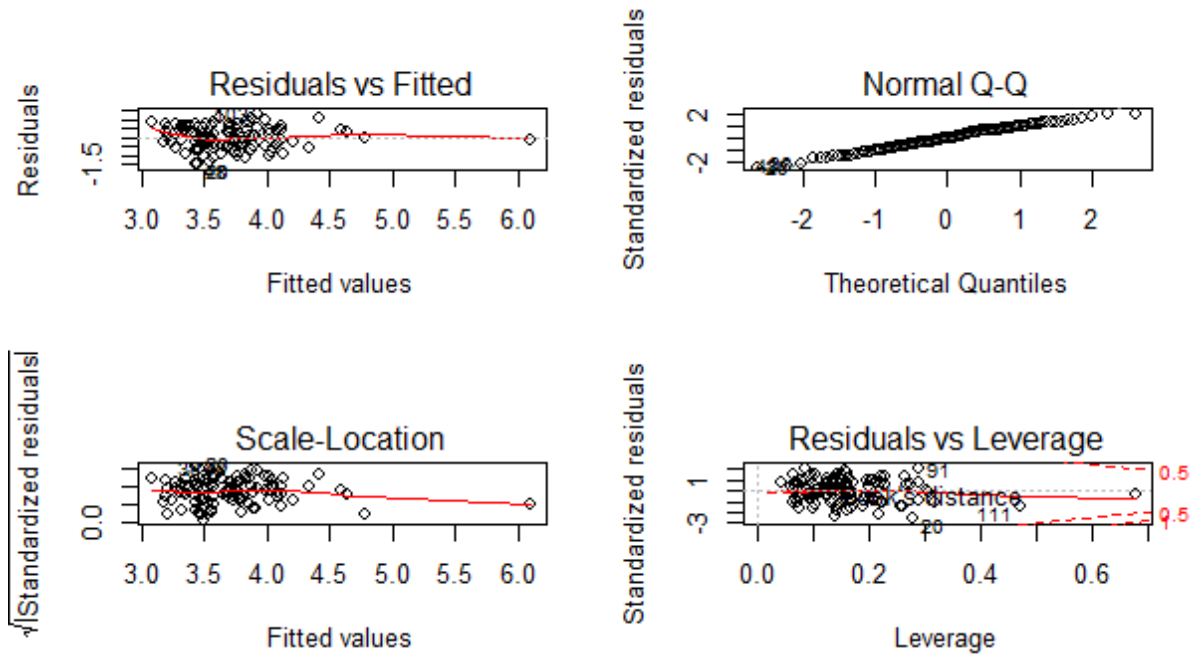 Residuals vs Fitted
Residuals
-1.5
3.0 3.5 4.0 4.5 5.0 5.5 6.0
Fitted values
Normal Q-Q
Standardized residuals
2
-2
-2 -1 0 1 2
Theoretical Quantiles
Scale-Location
√|Standardized residuals|
0.0
3.0 3.5 4.0 4.5 5.0 5.5 6.0
Fitted values
Residuals vs Leverage
Standardized residuals
1
-3
91
distance
111
20
0.5
0.5
1
0.0 0.2 0.4 0.6
Leverage